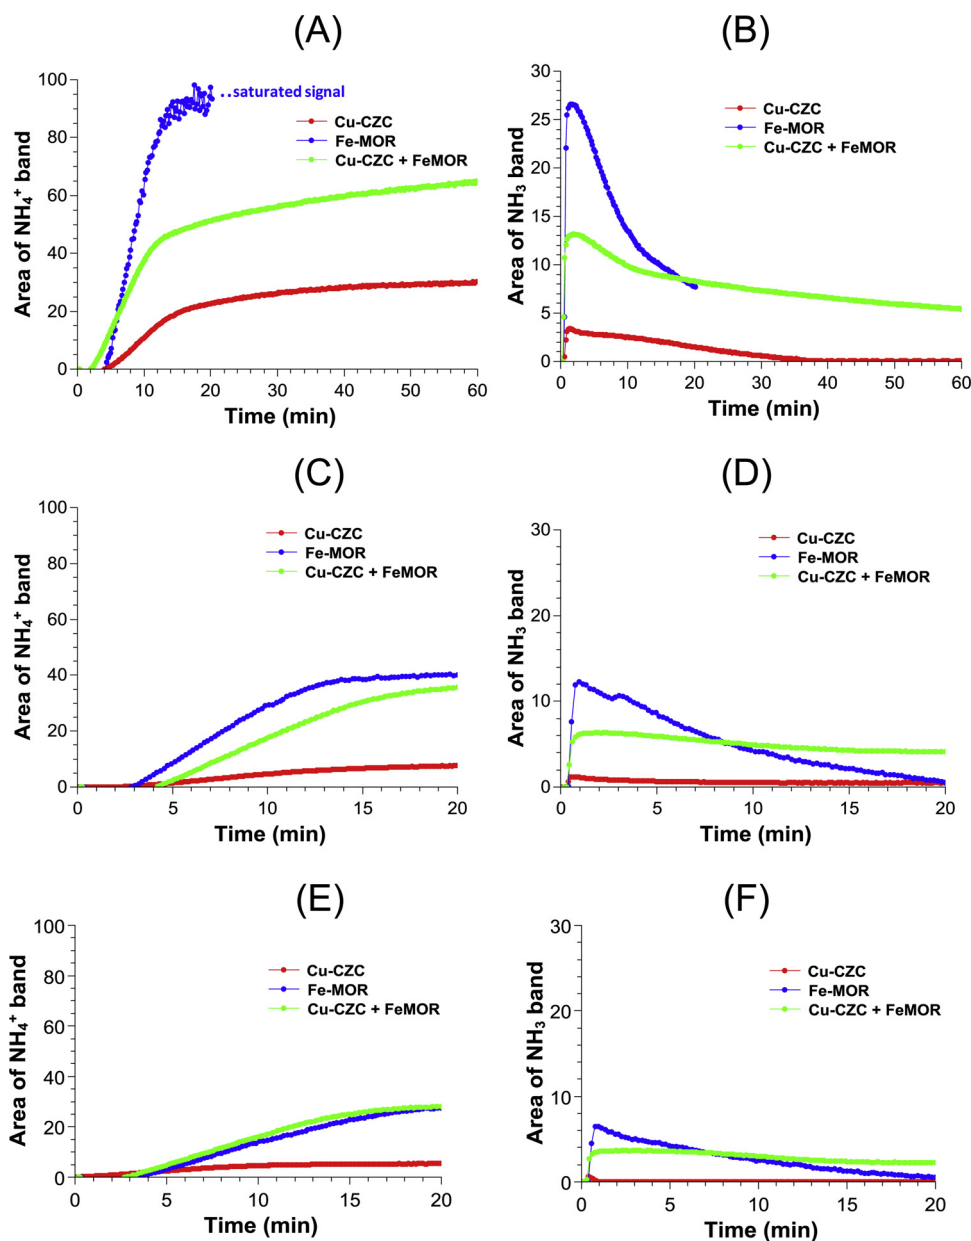 (A)
Area of NH₄⁺ band
100
80
60
40
20
0
..saturated signal
Cu-CZC
Fe-MOR
Cu-CZC + FeMOR
0 10 20 30 40 50 60
Time (min)
(B)
Area of NH₃ band
30
25
20
15
10
5
0
Cu-CZC
Fe-MOR
Cu-CZC + FeMOR
0 10 20 30 40 50 60
Time (min)
(C)
Area of NH₄⁺ band
100
80
60
40
20
0
Cu-CZC
Fe-MOR
Cu-CZC + FeMOR
0 5 10 15 20
Time (min)
(D)
Area of NH₃ band
30
20
10
0
Cu-CZC
Fe-MOR
Cu-CZC + FeMOR
0 5 10 15 20
Time (min)
(E)
Area of NH₄⁺ band
100
80
60
40
20
0
Cu-CZC
Fe-MOR
Cu-CZC + FeMOR
0 5 10 15 20
Time (min)
(F)
Area of NH₃ band
30
20
10
0
Cu-CZC
Fe-MOR
Cu-CZC + FeMOR
0 5 10 15 20
Time (min)